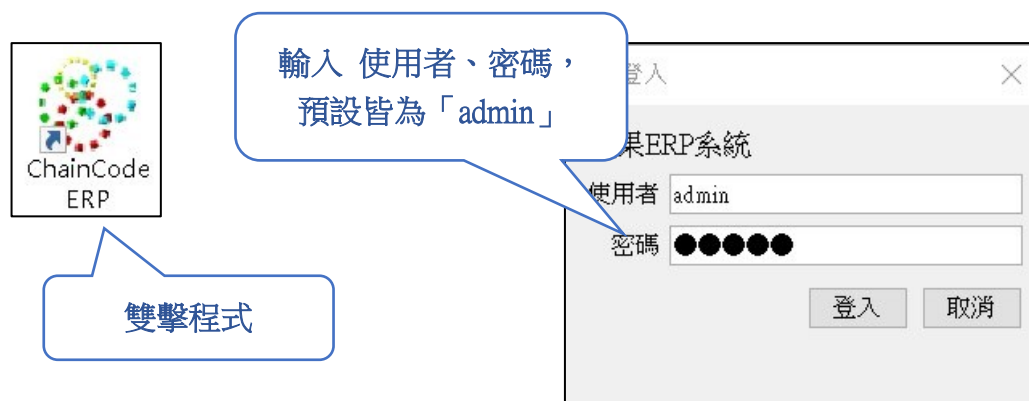 ChainCode
ERP
雙擊程式
輸入 使用者、密碼，
預設皆為「admin」
登入
果ERP系統
使用者 admin
密碼 ●●●●●
登入 取消